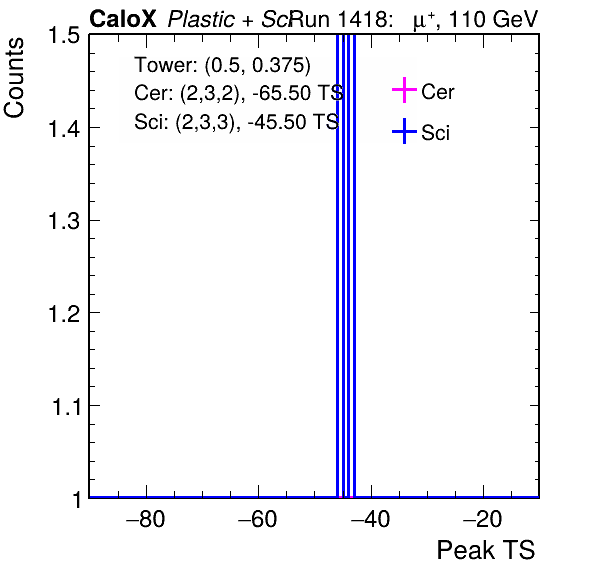 CaloX Plastic + Sci Run 1418: μ⁺, 110 GeV
Counts
1.5
Tower: (0.5, 0.375)
Cer: (2,3,2), -65.50 TS
Sci: (2,3,3), -45.50 TS
Cer
Sci
1.4
1.3
1.2
1.1
1
−80 −60 −40 −20
Peak TS